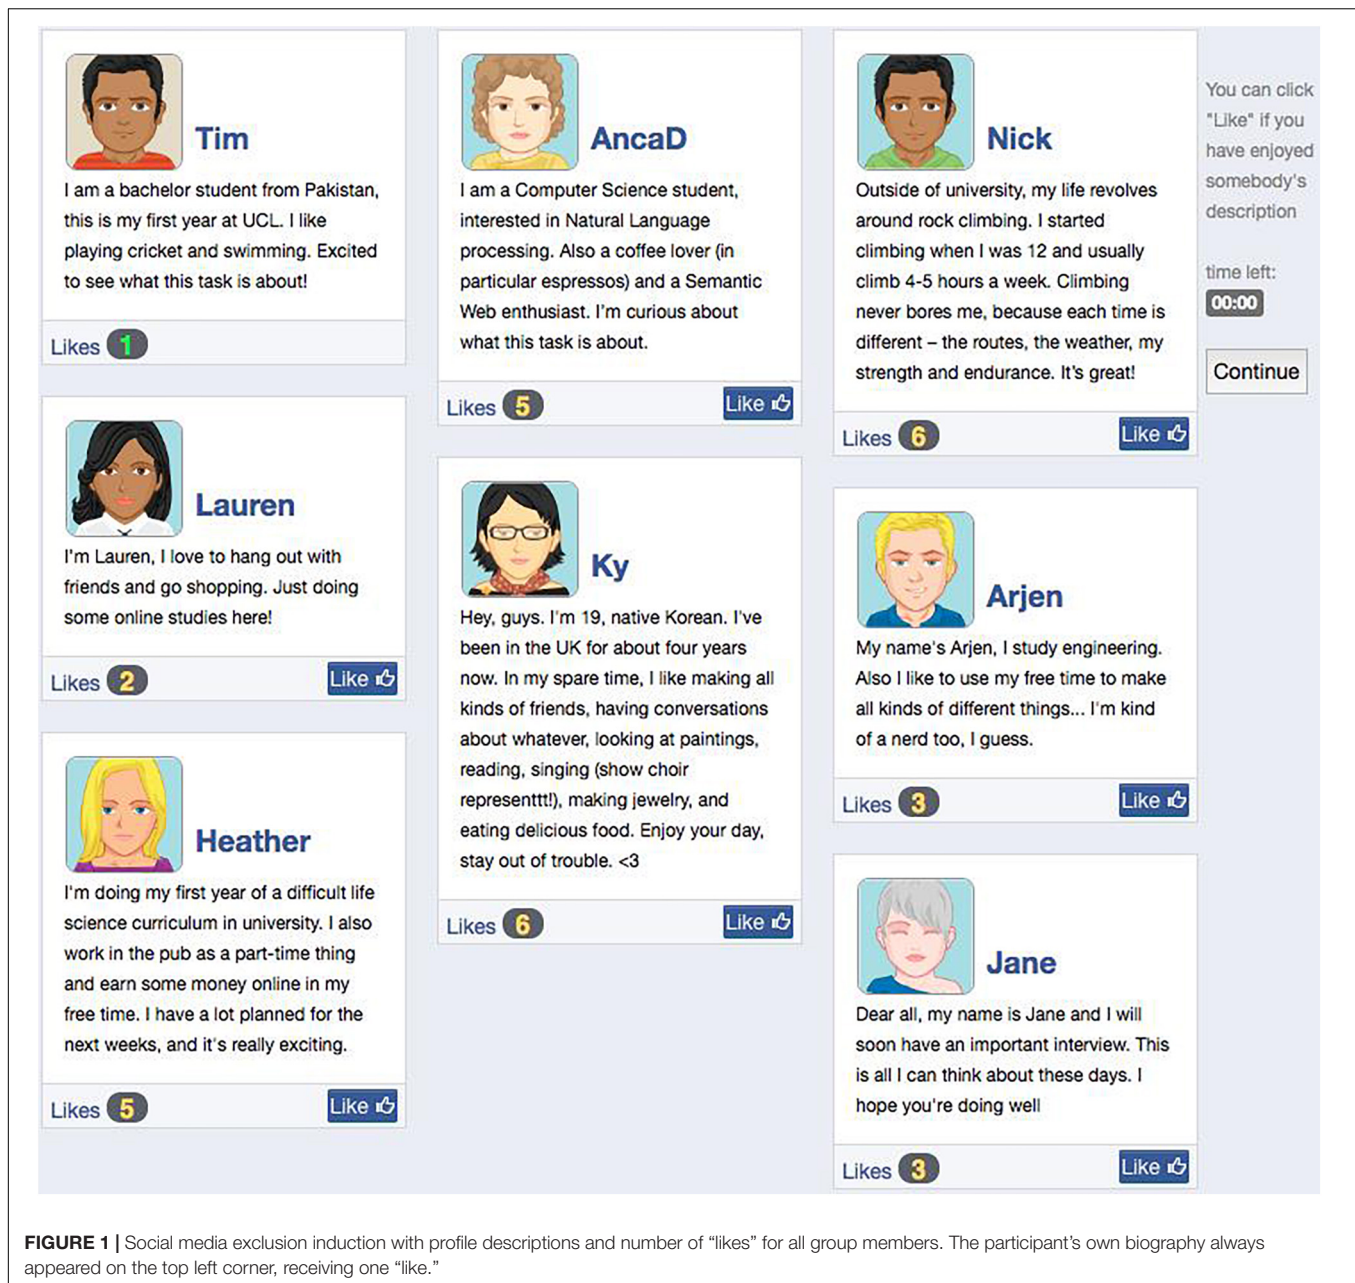 Tim
I am a bachelor student from Pakistan,
this is my first year at UCL. I like
playing cricket and swimming. Excited
to see what this task is about!
Likes 1
Lauren
I'm Lauren, I love to hang out with
friends and go shopping. Just doing
some online studies here!
Likes 2 Like
Heather
I'm doing my first year of a difficult life
science curriculum in university. I also
work in the pub as a part-time thing
and earn some money online in my
free time. I have a lot planned for the
next weeks, and it's really exciting.
Likes 5 Like
AncaD
I am a Computer Science student,
interested in Natural Language
processing. Also a coffee lover (in
particular espressos) and a Semantic
Web enthusiast. I'm curious about
what this task is about.
Likes 5 Like
Ky
Hey, guys. I'm 19, native Korean. I've
been in the UK for about four years
now. In my spare time, I like making all
kinds of friends, having conversations
about whatever, looking at paintings,
reading, singing (show choir
representtt!), making jewelry, and
eating delicious food. Enjoy your day,
stay out of trouble. <3
Likes 6 Like
Nick
Outside of university, my life revolves
around rock climbing. I started
climbing when I was 12 and usually
climb 4-5 hours a week. Climbing
never bores me, because each time is
different – the routes, the weather, my
strength and endurance. It's great!
Likes 6 Like
Arjen
My name's Arjen, I study engineering.
Also I like to use my free time to make
all kinds of different things... I'm kind
of a nerd too, I guess.
Likes 3 Like
Jane
Dear all, my name is Jane and I will
soon have an important interview. This
is all I can think about these days. I
hope you're doing well
Likes 3 Like
You can click
"Like" if you
have enjoyed
somebody's
description
time left:
00:00
Continue
FIGURE 1 | Social media exclusion induction with profile descriptions and number of “likes” for all group members. The participant’s own biography always
appeared on the top left corner, receiving one “like.”